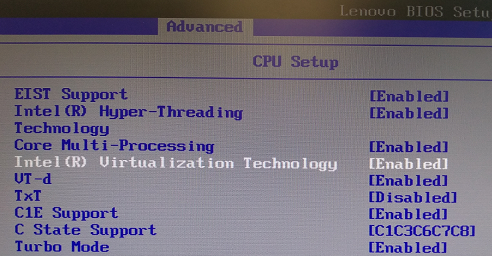 Lenovo BIOS Setu
Advanced
CPU Setup
EIST Support [Enabled]
Intel(R) Hyper-Threading [Enabled]
Technology
Core Multi-Processing [Enabled]
Intel(R) Virtualization Technology [Enabled]
VT-d [Enabled]
TxT [Disabled]
C1E Support [Enabled]
C State Support [C1C3C6C7C8]
Turbo Mode [Enabled]